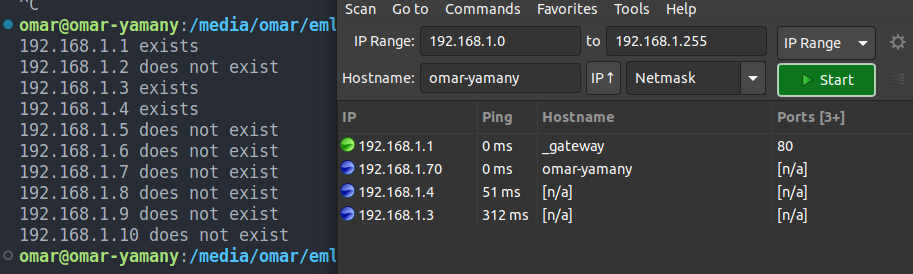 ^C
omar@omar-yamany:/media/omar/eml
192.168.1.1 exists
192.168.1.2 does not exist
192.168.1.3 exists
192.168.1.4 exists
192.168.1.5 does not exist
192.168.1.6 does not exist
192.168.1.7 does not exist
192.168.1.8 does not exist
192.168.1.9 does not exist
192.168.1.10 does not exist
omar@omar-yamany:/media/omar/eml
Scan Go to Commands Favorites Tools Help
IP Range: 192.168.1.0 to 192.168.1.255 IP Range
Hostname: omar-yamany IP↑ Netmask Start
IP Ping Hostname Ports [3+]
192.168.1.1 0 ms _gateway 80
192.168.1.70 0 ms omar-yamany [n/a]
192.168.1.4 51 ms [n/a] [n/a]
192.168.1.3 312 ms [n/a] [n/a]